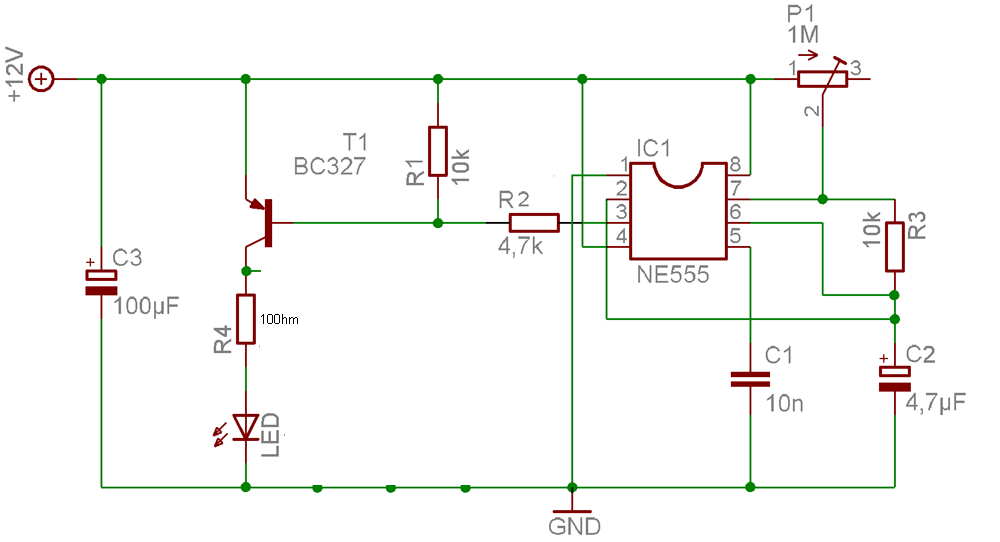 P1
1M
1
3
2
+12V
T1
BC327
R1
10k
R2
4,7k
IC1
1
2
3
4
8
7
6
5
NE555
10k
R3
C3
+
100µF
R4
100hm
LED
C1
10n
C2
+
4,7µF
GND